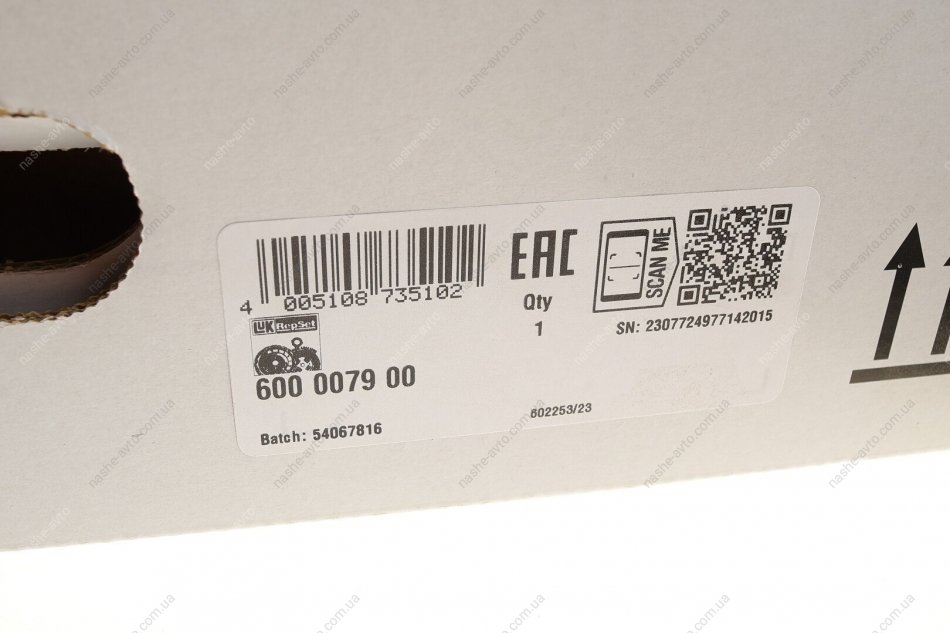 4 005108 735102
EAC
Qty
1
SCAN ME
SN: 2307724977142015
LUK RepSet
600 0079 00
602253/23
Batch: 54067816
nashe-avto.com.ua